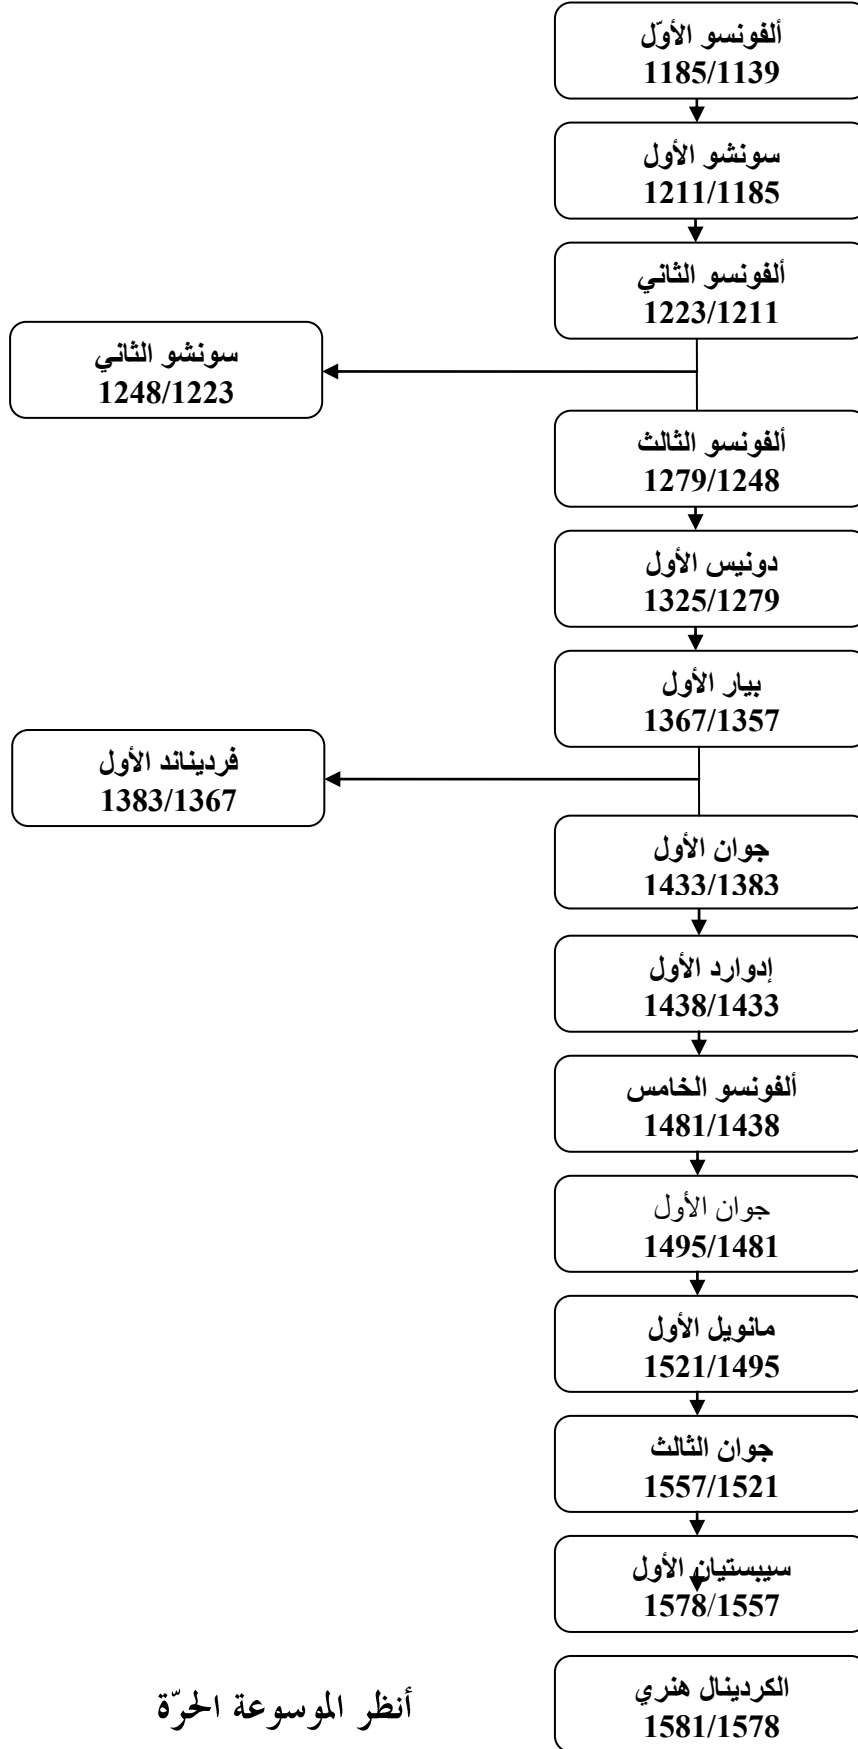 ألفونسو الأوّل
1185/1139
سونشو الأول
1211/1185
ألفونسو الثاني
1223/1211
سونشو الثاني
1248/1223
ألفونسو الثالث
1279/1248
دونيس الأول
1325/1279
بيار الأول
1367/1357
فرديناند الأول
1383/1367
جوان الأول
1433/1383
إدوارد الأول
1438/1433
ألفونسو الخامس
1481/1438
جوان الأول
1495/1481
مانويل الأول
1521/1495
جوان الثالث
1557/1521
سيبستيان الأول
1578/1557
الكردينال هنري
1581/1578
أنظر الموسوعة الحرّة